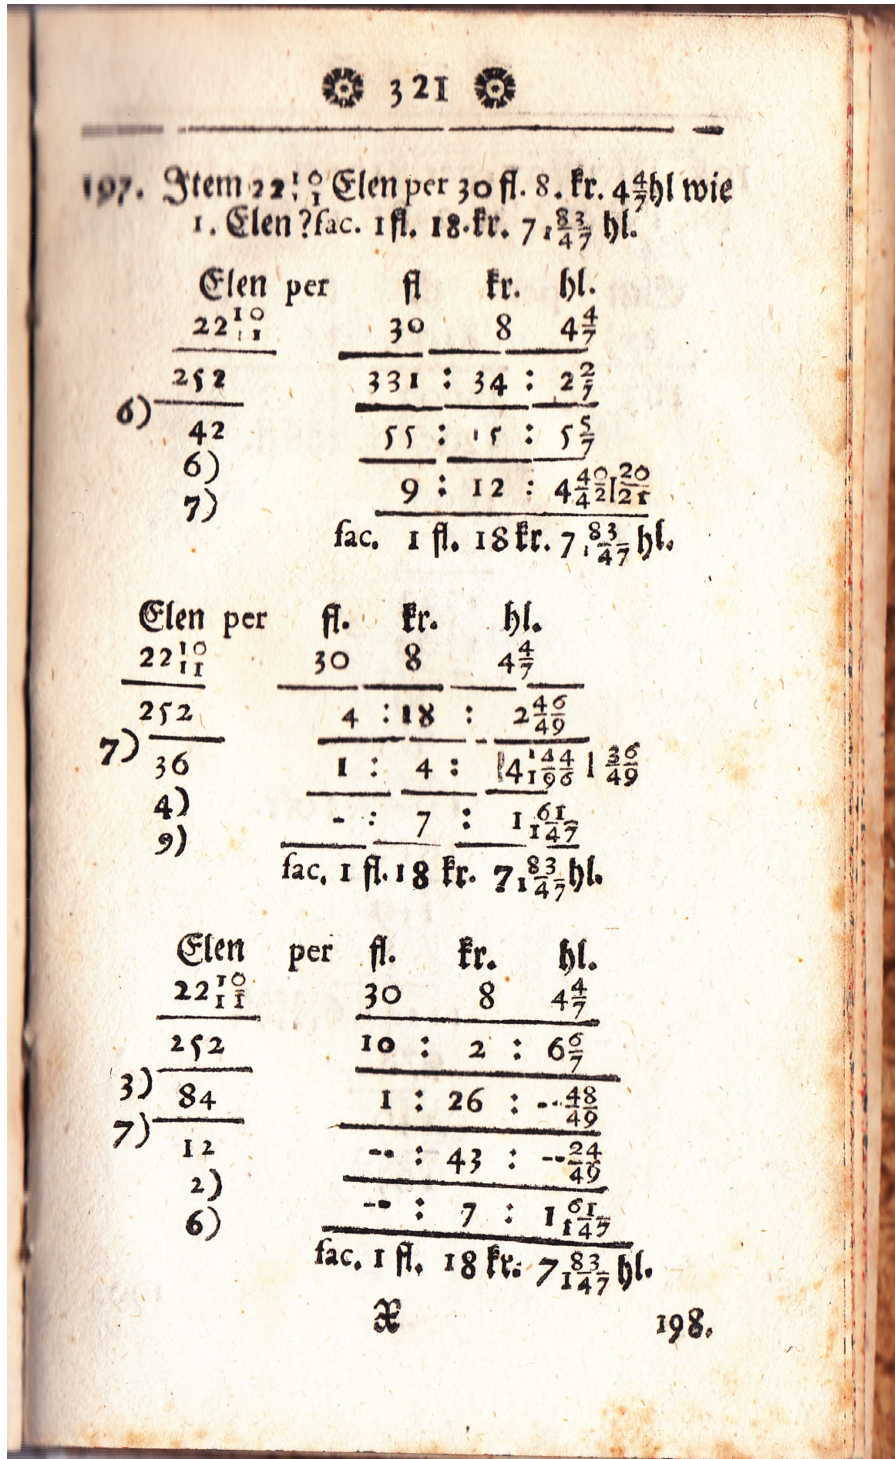 321
197. Item 22 10/11 Elen per 30 fl. 8. kr. 4 4/7 hl wie
1. Elen? fac. 1 fl. 18. kr. 7 83/147 hl.
Elen per fl kr. hl.
22 10/11 30 8 4 4/7
252 331 : 34 : 2 2/7
6) 42 55 : 15 : 5 5/7
6) 9 : 12 : 4 40/42 | 20/21
7)
fac. 1 fl. 18 kr. 7 83/147 hl.
Elen per fl. kr. hl.
22 10/11 30 8 4 4/7
252 4 : 18 : 2 46/49
7) 36 1 : 4 : 4 144/196 | 36/49
4) - : 7 : 1 61/147
9)
fac. 1 fl. 18 kr. 7 83/147 hl.
Elen per fl. kr. hl.
22 10/11 30 8 4 4/7
252 10 : 2 : 6 6/7
3) 84 1 : 26 : -- 48/49
7) 12 -- : 43 : -- 24/49
2)
6) -- : 7 : 1 61/147
fac. 1 fl. 18 kr. 7 83/147 hl.
X 198.